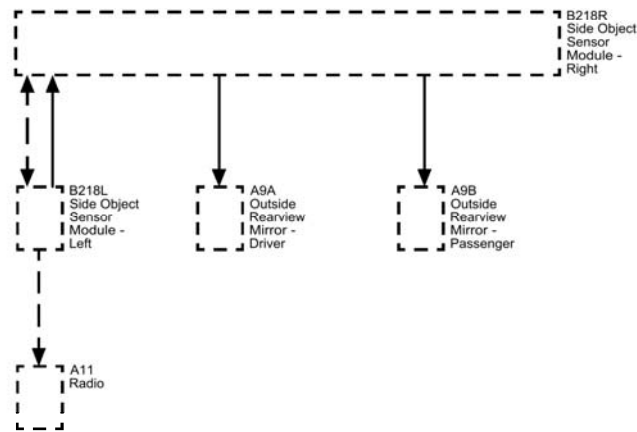 B218R
Side Object
Sensor
Module -
Right
B218L
Side Object
Sensor
Module -
Left
A9A
Outside
Rearview
Mirror -
Driver
A9B
Outside
Rearview
Mirror -
Passenger
A11
Radio